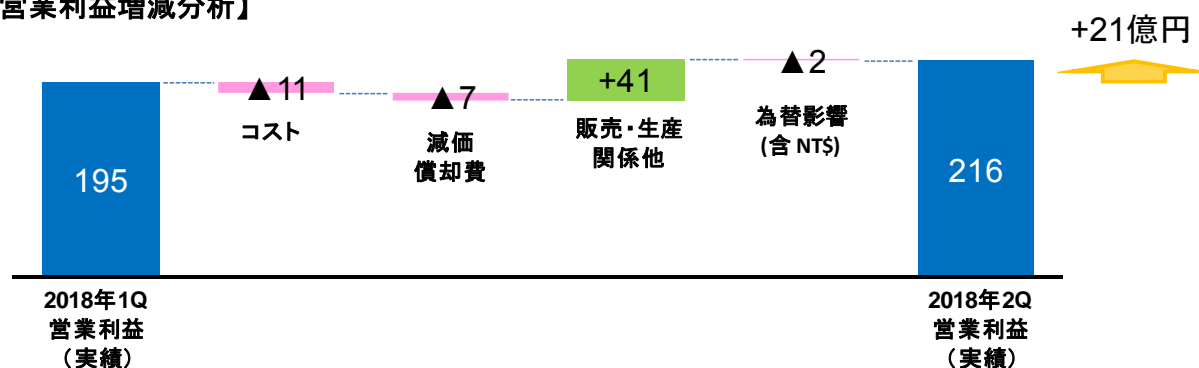 営業利益増減分析】
+21億円
▲11
▲7
+41
▲2
コスト
減価
償却費
販売・生産
関係他
為替影響
(含 NT$)
195
216
2018年1Q
営業利益
（実績）
2018年2Q
営業利益
（実績）